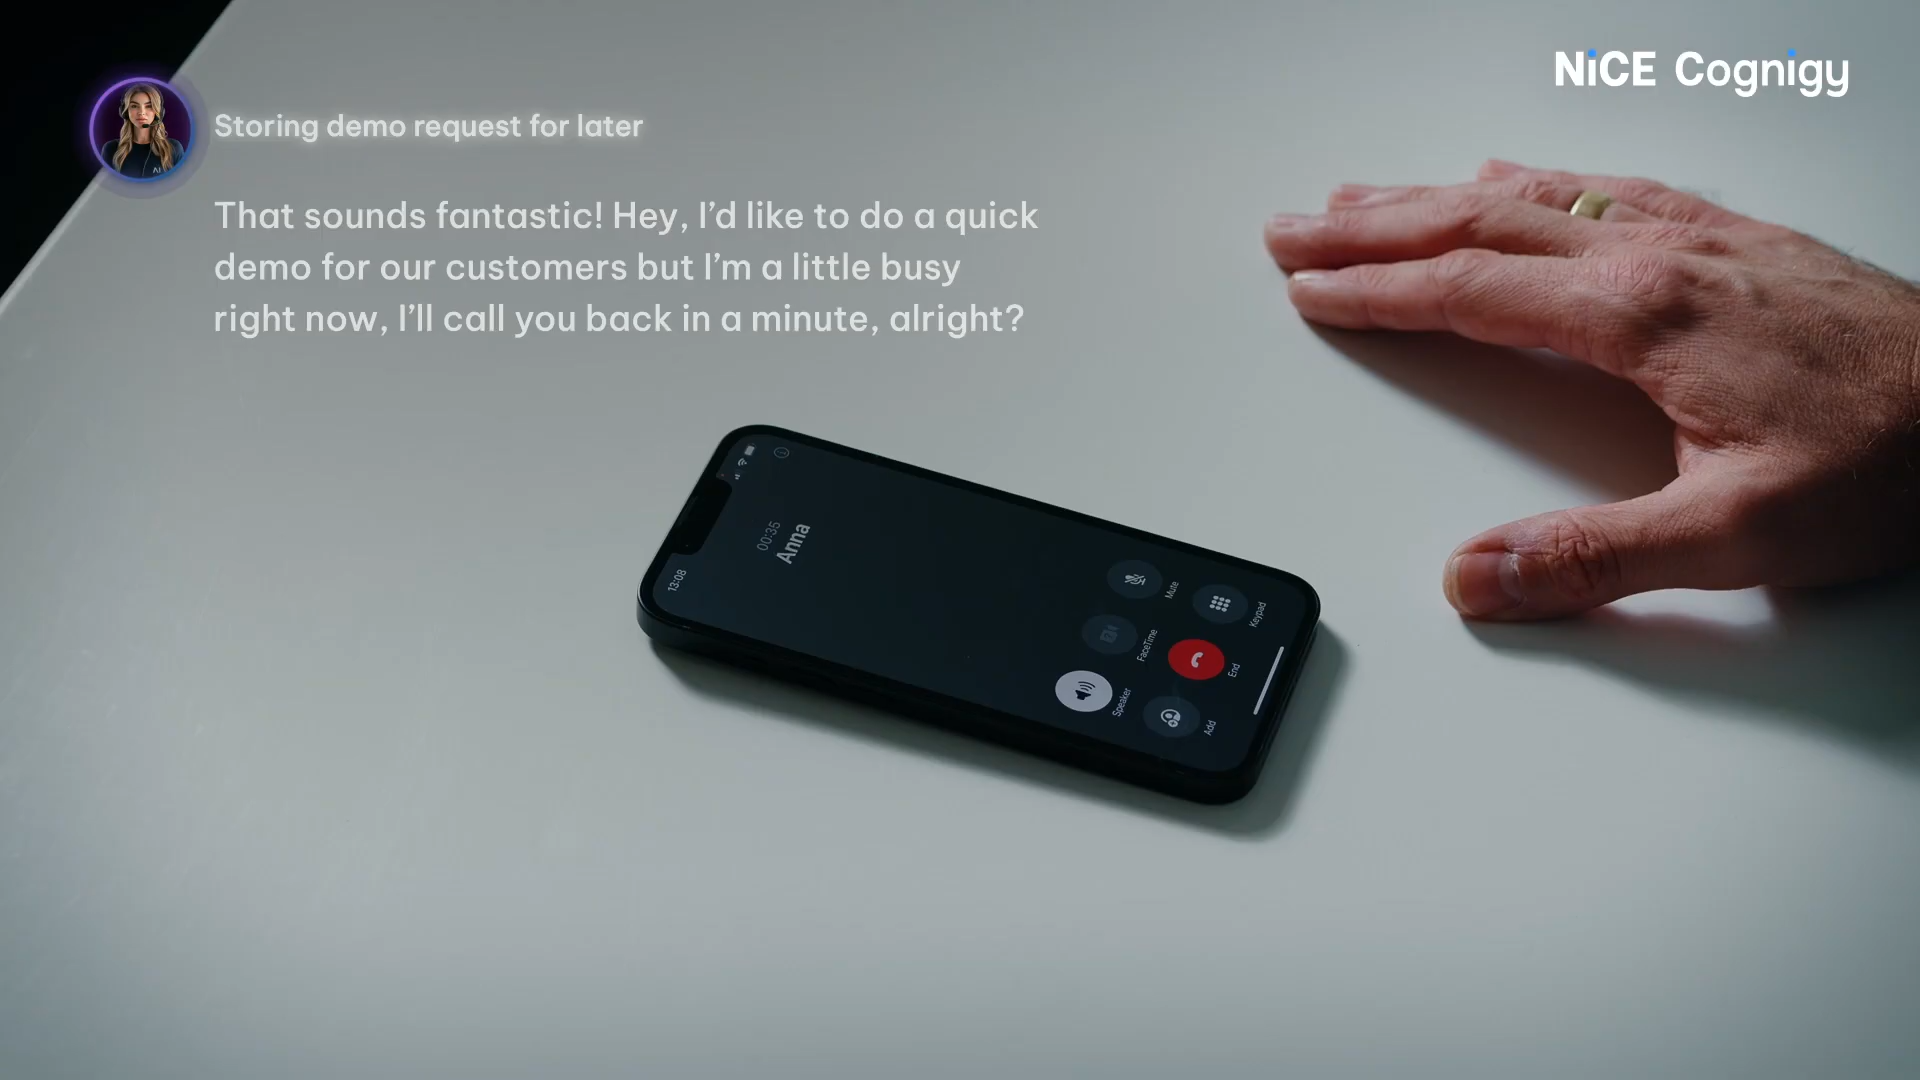 NiCE Cognigy
Storing demo request for later
That sounds fantastic! Hey, I'd like to do a quick
demo for our customers but I'm a little busy
right now, I'll call you back in a minute, alright?
AI
13:08
00:35
Anna
Mute
Keypad
FaceTime
End
Speaker
Add